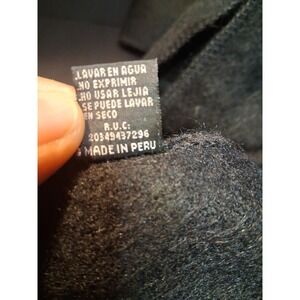 .LAVAR EN AGUA
.NO EXPRIMIR
.NO USAR LEJIA
SE PUEDE LAVAR
EN SECO
R.U.C:
20349437296
MADE IN PERU